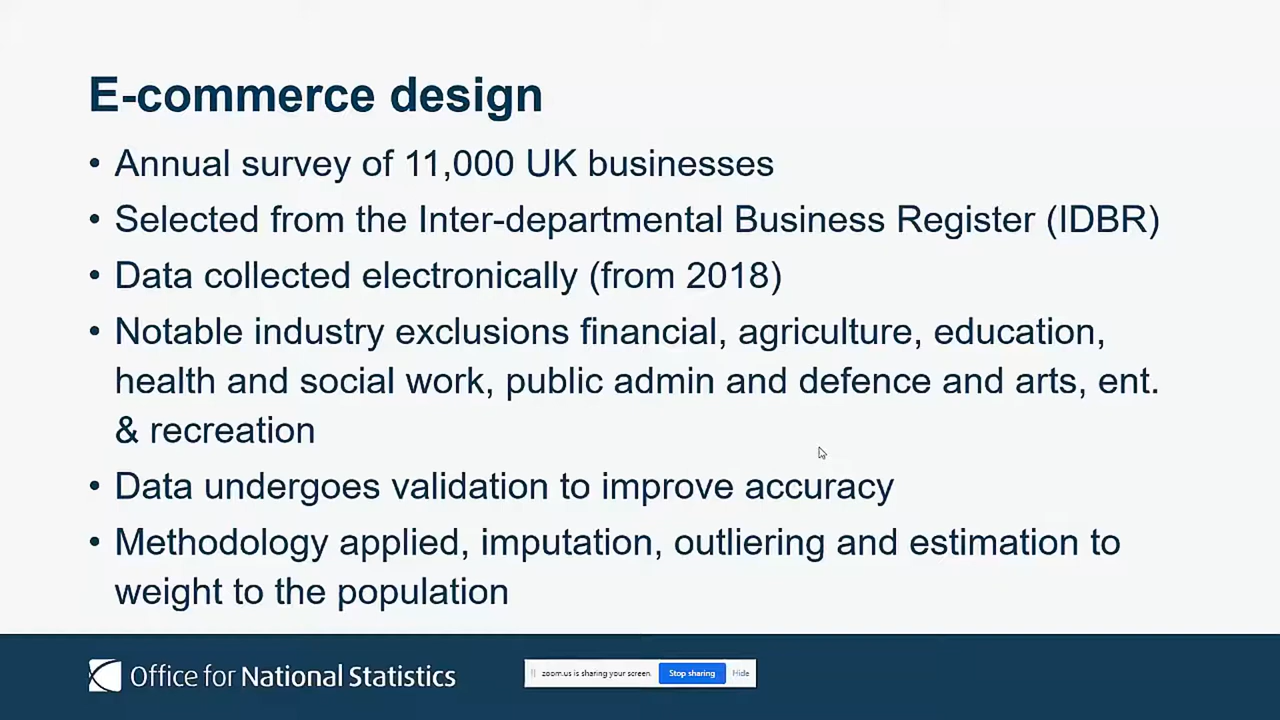 E-commerce design
• Annual survey of 11,000 UK businesses
• Selected from the Inter-departmental Business Register (IDBR)
• Data collected electronically (from 2018)
• Notable industry exclusions financial, agriculture, education,
health and social work, public admin and defence and arts, ent.
& recreation
• Data undergoes validation to improve accuracy
• Methodology applied, imputation, outliering and estimation to
weight to the population
Office for National Statistics
zoom.us is sharing your screen. Stop sharing Hide